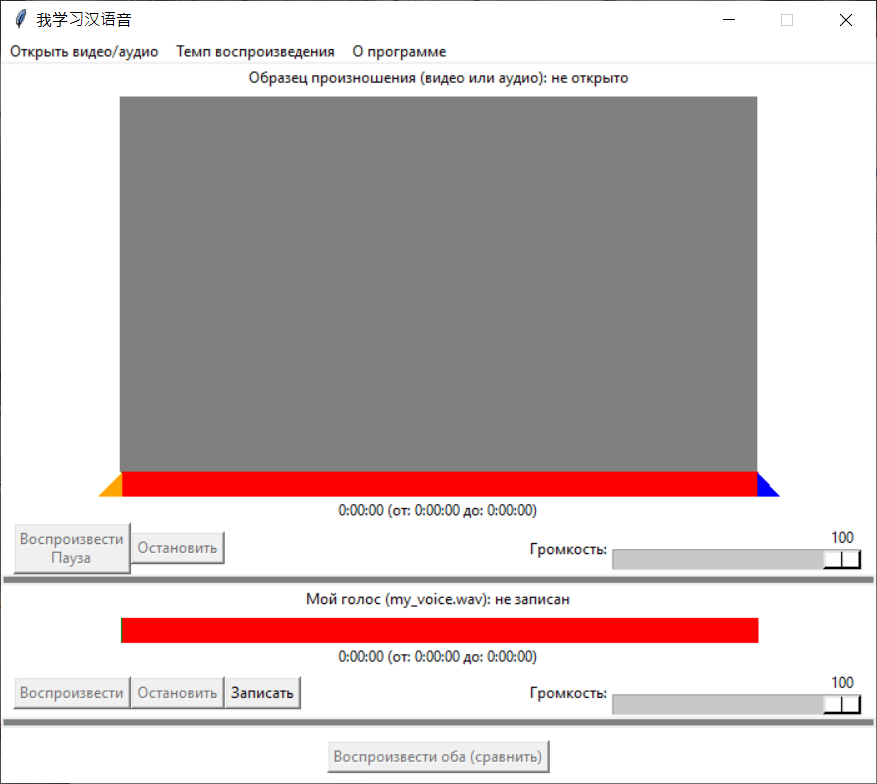 我学习汉语音
Открыть видео/аудио Темп воспроизведения О программе
Образец произношения (видео или аудио): не открыто
0:00:00 (от: 0:00:00 до: 0:00:00)
Воспроизвести
Пауза
Остановить
Громкость:
100
Мой голос (my_voice.wav): не записан
0:00:00 (от: 0:00:00 до: 0:00:00)
Воспроизвести Остановить Записать
Громкость:
100
Воспроизвести оба (сравнить)